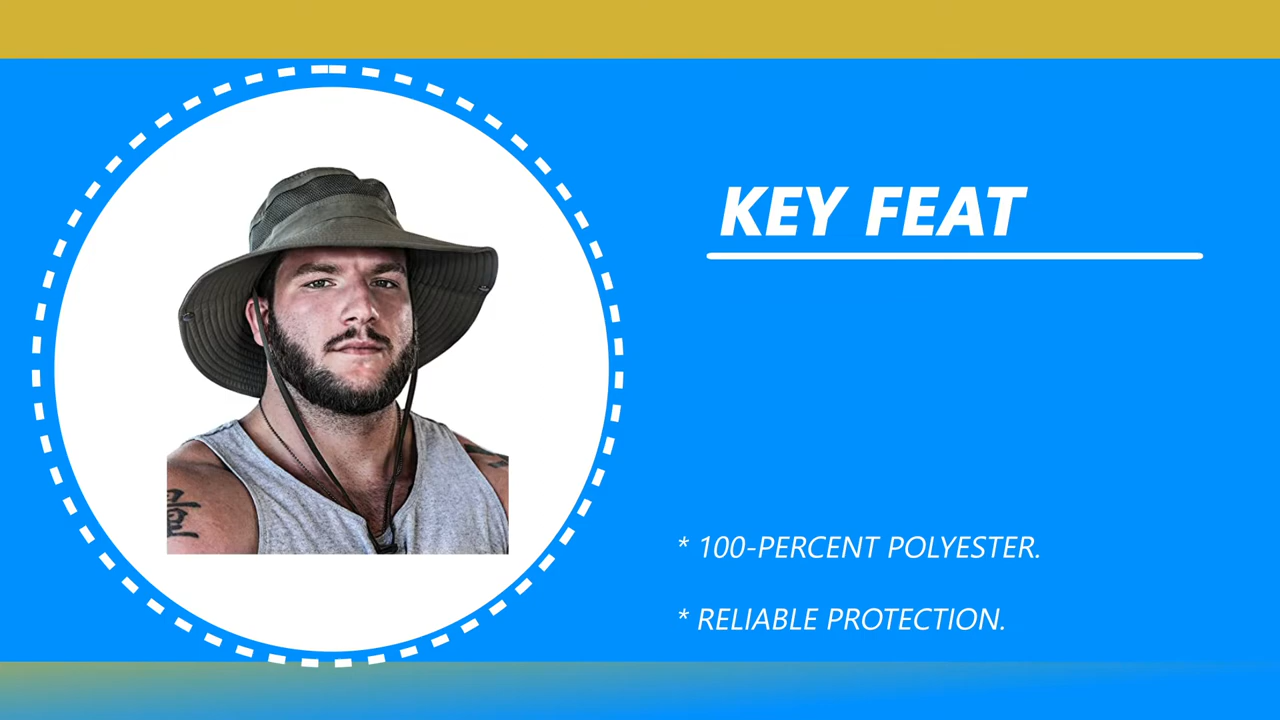 KEY FEAT
* 100-PERCENT POLYESTER.
* RELIABLE PROTECTION.